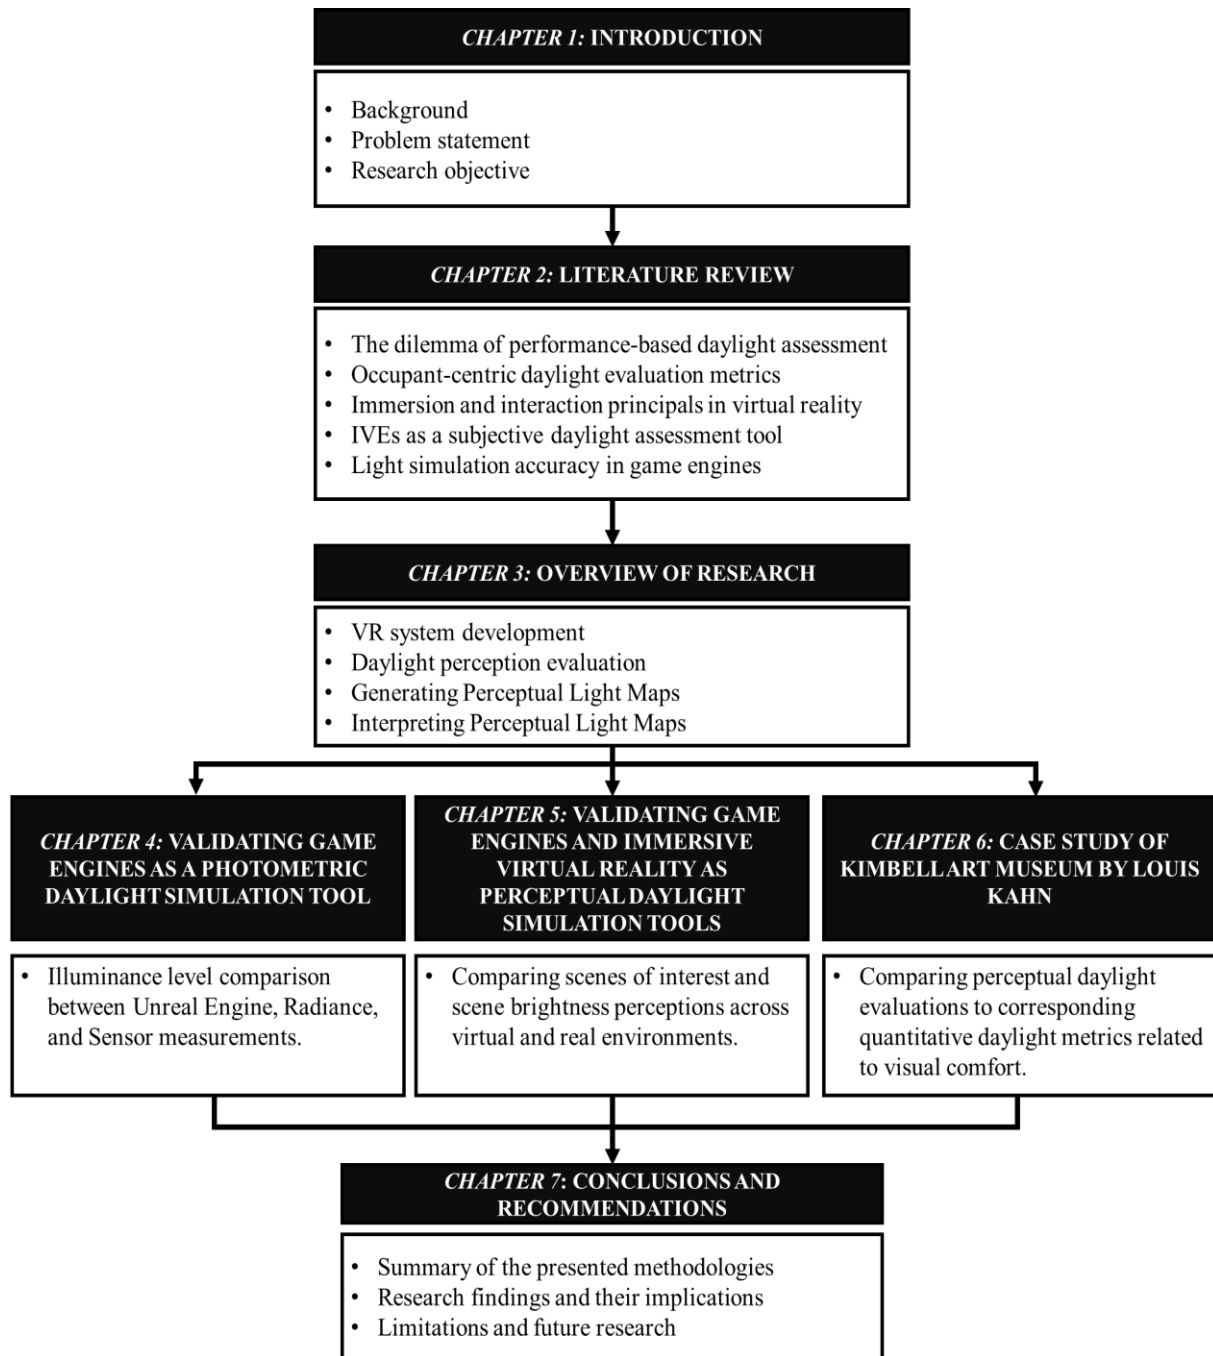 CHAPTER 1: INTRODUCTION
• Background
• Problem statement
• Research objective
CHAPTER 2: LITERATURE REVIEW
• The dilemma of performance-based daylight assessment
• Occupant-centric daylight evaluation metrics
• Immersion and interaction principals in virtual reality
• IVEs as a subjective daylight assessment tool
• Light simulation accuracy in game engines
CHAPTER 3: OVERVIEW OF RESEARCH
• VR system development
• Daylight perception evaluation
• Generating Perceptual Light Maps
• Interpreting Perceptual Light Maps
CHAPTER 4: VALIDATING GAME
ENGINES AS A PHOTOMETRIC
DAYLIGHT SIMULATION TOOL
• Illuminance level comparison
between Unreal Engine, Radiance,
and Sensor measurements.
CHAPTER 5: VALIDATING GAME
ENGINES AND IMMERSIVE
VIRTUAL REALITY AS
PERCEPTUAL DAYLIGHT
SIMULATION TOOLS
• Comparing scenes of interest and
scene brightness perceptions across
virtual and real environments.
CHAPTER 6: CASE STUDY OF
KIMBELL ART MUSEUM BY LOUIS
KAHN
• Comparing perceptual daylight
evaluations to corresponding
quantitative daylight metrics related
to visual comfort.
CHAPTER 7: CONCLUSIONS AND
RECOMMENDATIONS
• Summary of the presented methodologies
• Research findings and their implications
• Limitations and future research